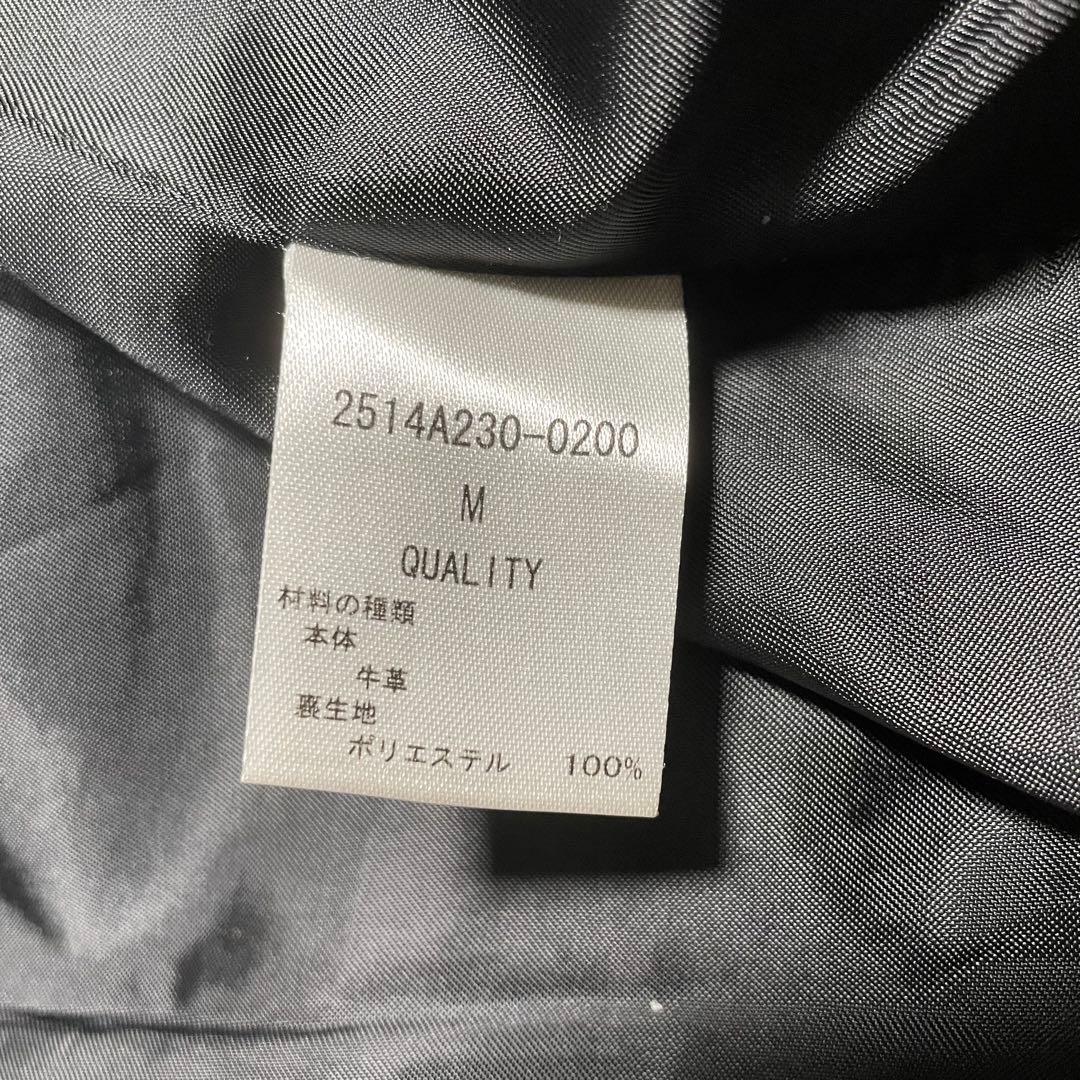 2514A230-0200
M
QUALITY
材料の種類
本体
牛革
裏生地
ポリエステル 100%